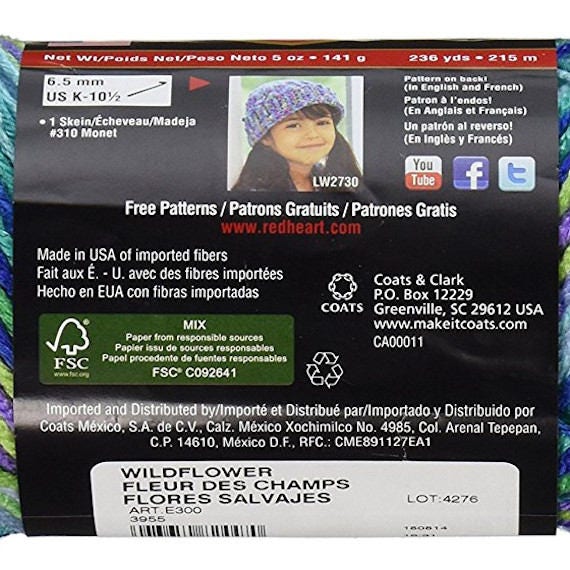 Net Wt/Poids Net/Peso Neto 5 oz • 141 g
236 yds • 215 m
6.5 mm
US K-10½
• 1 Skein/Écheveau/Madeja
#310 Monet
LW2730
Pattern on back!
(In English and French)
Patron à l'endos!
(En Anglais et Français)
Un patrón al reverso!
(En Inglés y Francés)
You
Tube
f
t
Free Patterns / Patrons Gratuits / Patrones Gratis
www.redheart.com
Made in USA of imported fibers
Fait aux É. - U. avec des fibres importées
Hecho en EUA con fibras importadas
COATS
Coats & Clark
P.O. Box 12229
Greenville, SC 29612 USA
www.makeitcoats.com
CA00011
FSC
www.fsc.org
MIX
Paper from responsible sources
Papier issu de sources responsables
Papel procedente de fuentes responsables
FSC® C092641
Imported and Distributed by/Importé et Distribué par/Importado y Distribuido por
Coats México, S.A. de C.V., Calz. México Xochimilco No. 4985, Col. Arenal Tepepan,
C.P. 14610, México D.F., RFC.: CME891127EA1
WILDFLOWER
FLEUR DES CHAMPS
FLORES SALVAJES
ART.E300
3955
LOT:4276
160814